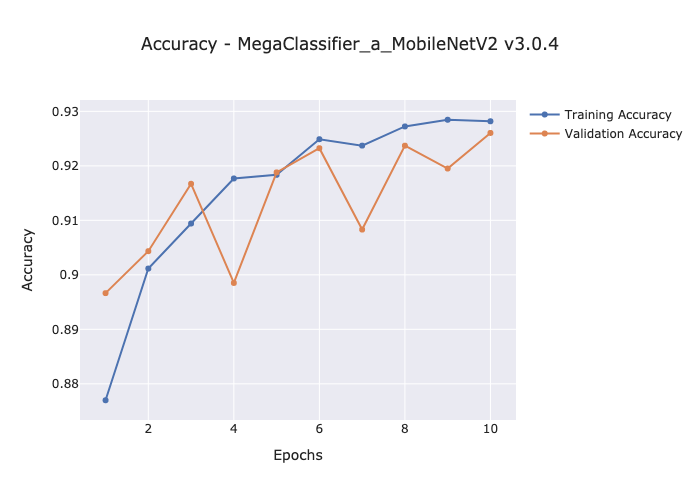 Accuracy - MegaClassifier_a_MobileNetV2 v3.0.4
Training Accuracy
Validation Accuracy
Accuracy
0.93
0.92
0.91
0.9
0.89
0.88
2 4 6 8 10
Epochs